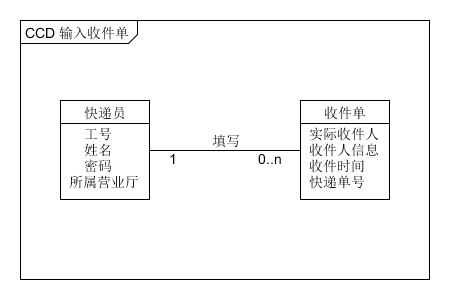 CCD 输入收件单
快递员
工号
姓名
密码
所属营业厅
填写
1
0..n
收件单
实际收件人
收件人信息
收件时间
快递单号